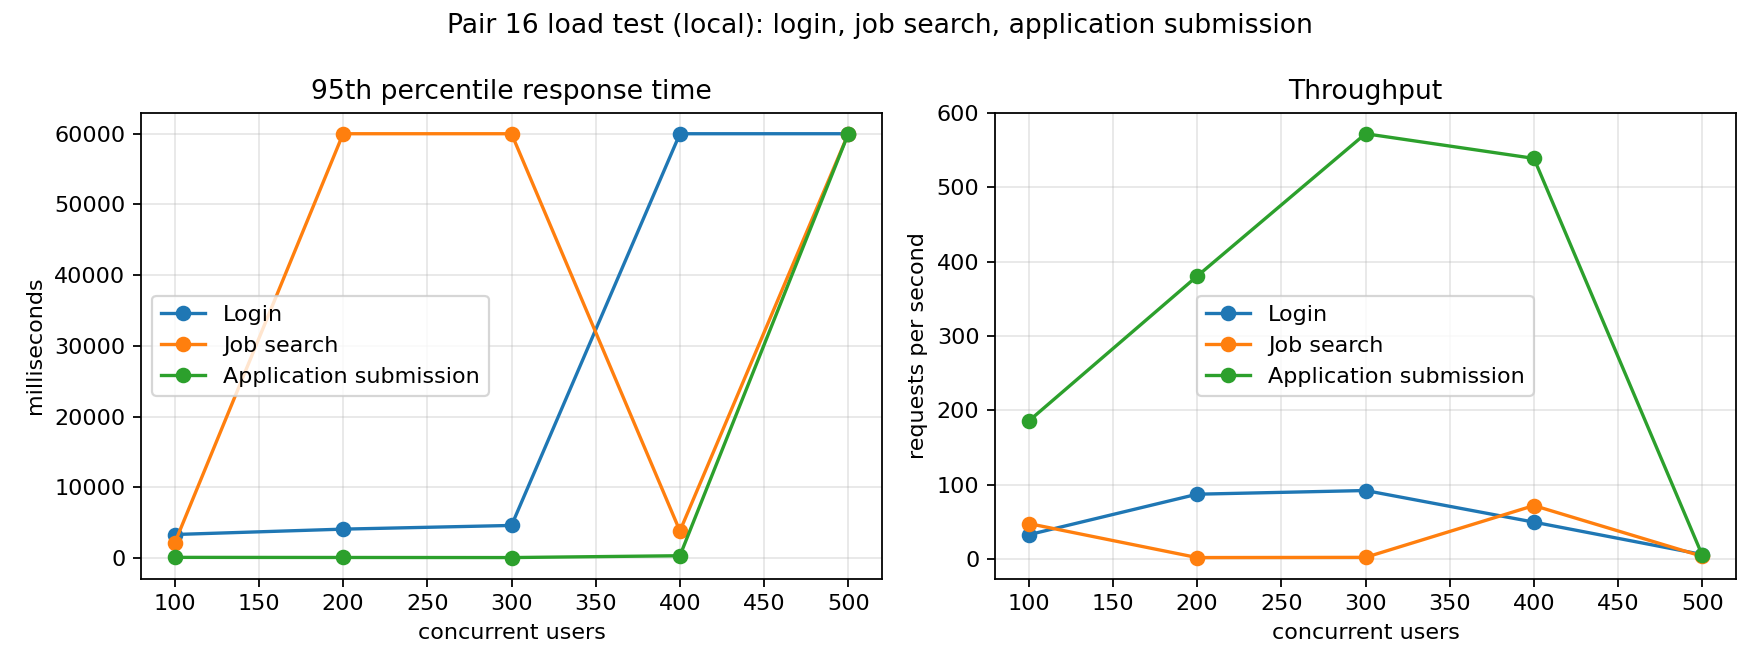 Pair 16 load test (local): login, job search, application submission
95th percentile response time
milliseconds
60000
50000
40000
30000
20000
10000
0
Login
Job search
Application submission
100 150 200 250 300 350 400 450 500
concurrent users
Throughput
requests per second
600
500
400
300
200
100
0
Login
Job search
Application submission
100 150 200 250 300 350 400 450 500
concurrent users